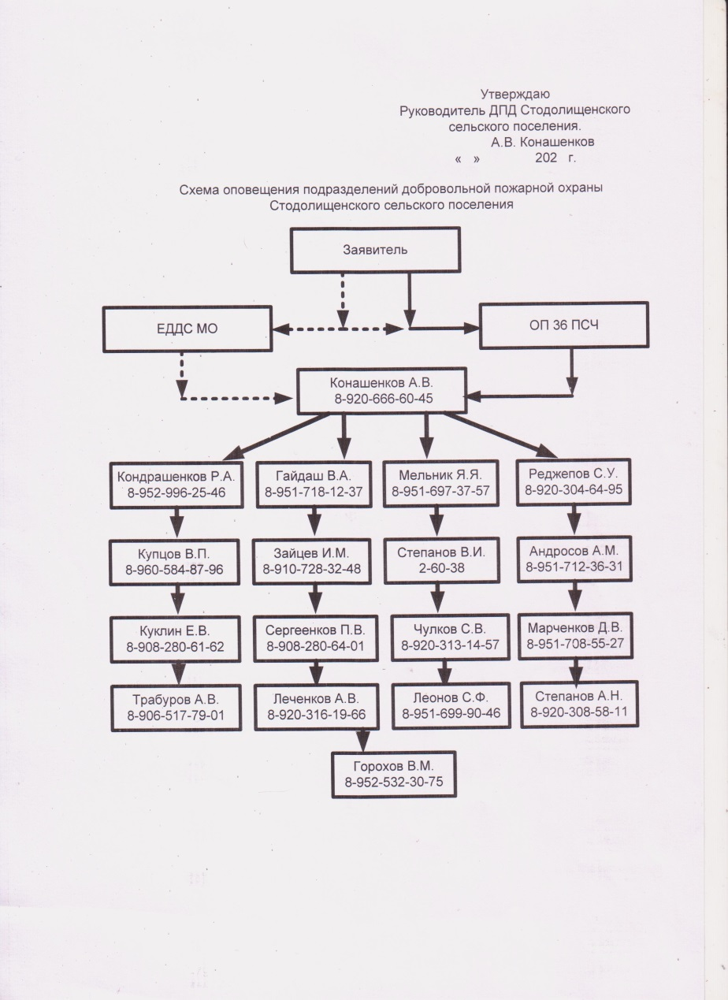 Утверждаю
Руководитель ДПД Стодолищенского
сельского поселения.
А.В. Конашенков
« » 202 г.
Схема оповещения подразделений добровольной пожарной охраны
Стодолищенского сельского поселения
Заявитель
ЕДДС МО
ОП 36 ПСЧ
Конашенков А.В.
8-920-666-60-45
Кондрашенков Р.А.
8-952-996-25-46
Гайдаш В.А.
8-951-718-12-37
Мельник Я.Я.
8-951-697-37-57
Реджепов С.У.
8-920-304-64-95
Купцов В.П.
8-960-584-87-96
Зайцев И.М.
8-910-728-32-48
Степанов В.И.
2-60-38
Андросов А.М.
8-951-712-36-31
Куклин Е.В.
8-908-280-61-62
Сергеенков П.В.
8-908-280-64-01
Чулков С.В.
8-920-313-14-57
Марченков Д.В.
8-951-708-55-27
Трабуров А.В.
8-906-517-79-01
Леченков А.В.
8-920-316-19-66
Леонов С.Ф.
8-951-699-90-46
Степанов А.Н.
8-920-308-58-11
Горохов В.М.
8-952-532-30-75